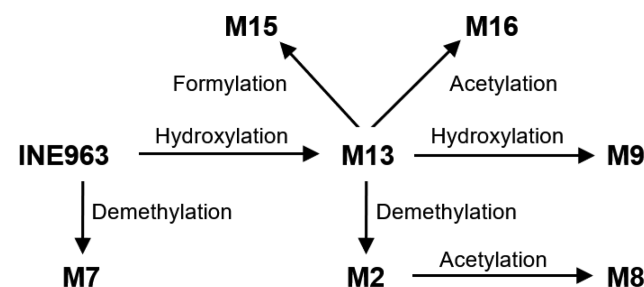 M15 M16
Formylation Acetylation
Hydroxylation Hydroxylation
INE963 M13 M9
Demethylation Demethylation
Acetylation
M7 M2 M8